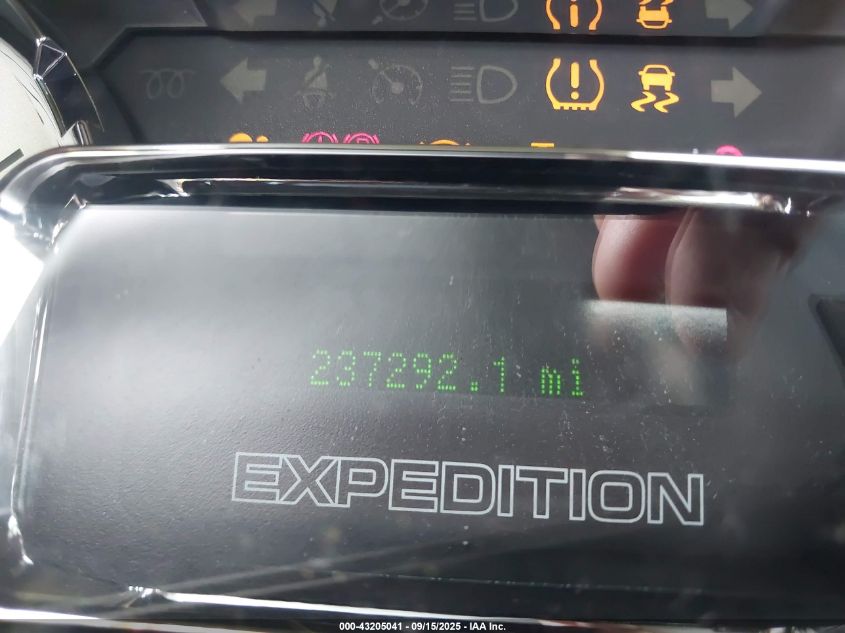 237292.1 mi
EXPEDITION
000-43205041 - 09/15/2025 - IAA Inc.